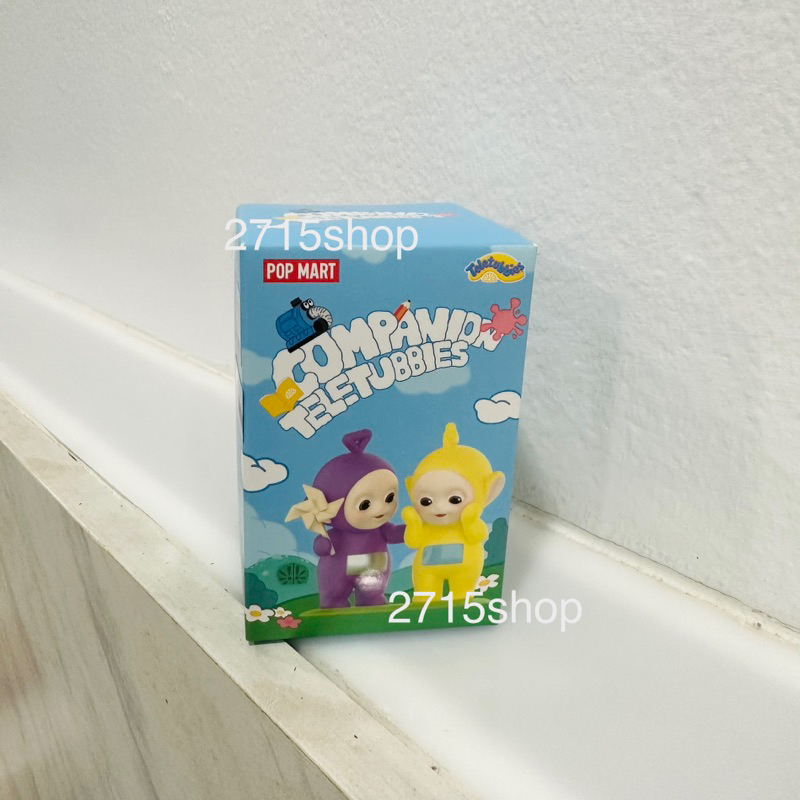 2715shop
POP MART
Teletubbies
COMPANION
TELETUBBIES
2715shop